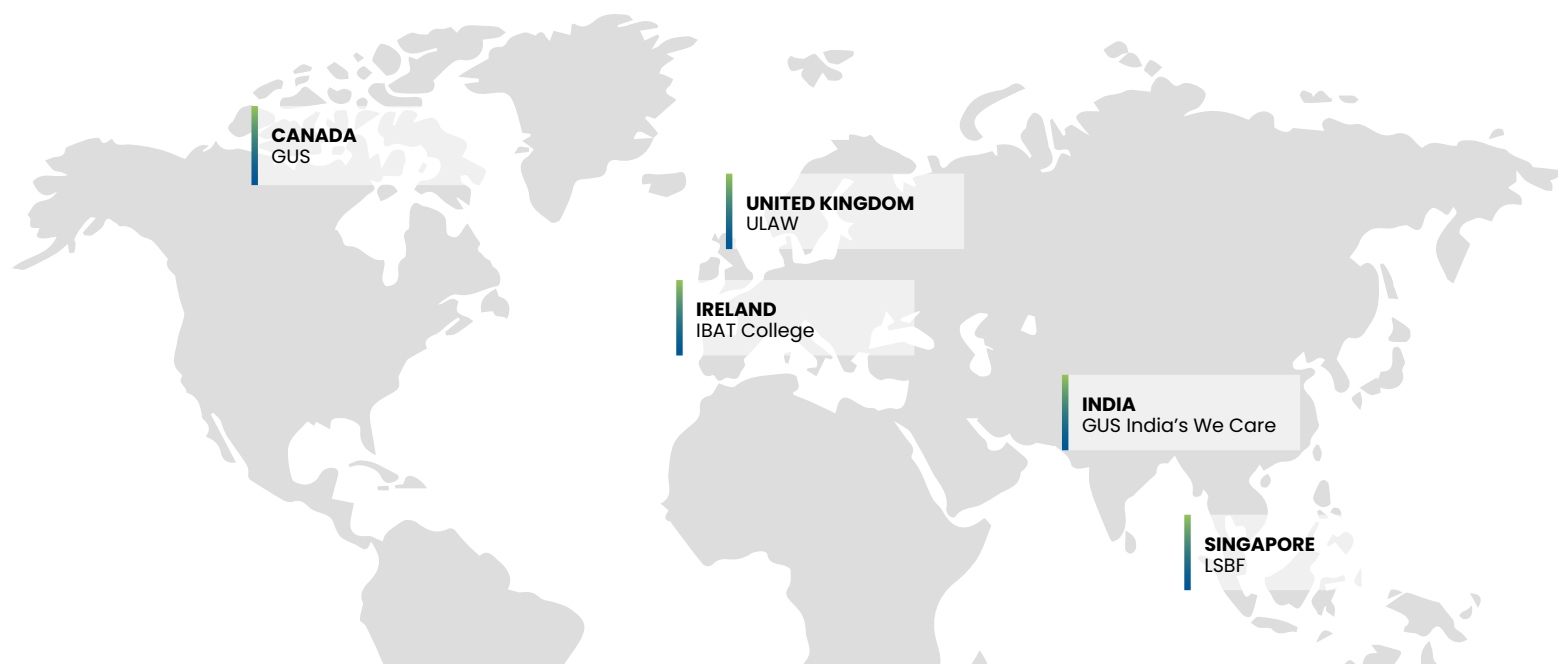 CANADA
GUS
UNITED KINGDOM
ULAW
IRELAND
IBAT College
INDIA
GUS India’s We Care
SINGAPORE
LSBF